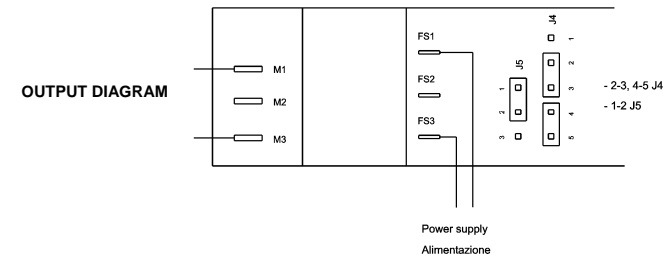 OUTPUT DIAGRAM
M1
M2
M3
FS1
FS2
FS3
J5
1
2
3
J4
1
2
3
4
5
- 2-3, 4-5 J4
- 1-2 J5
Power supply
Alimentazione